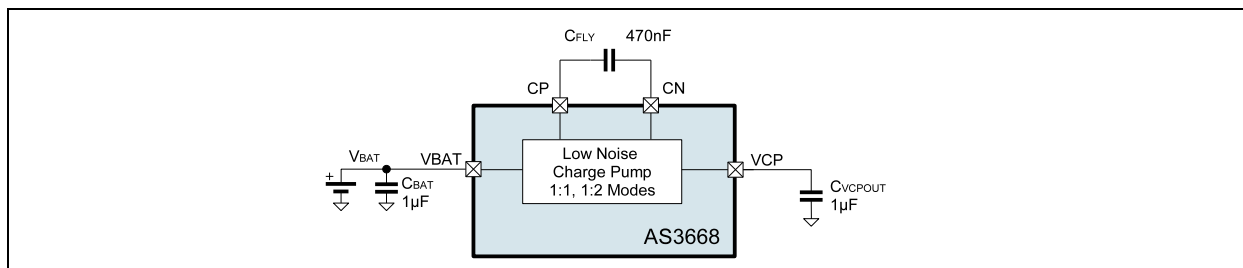 CFLY 470nF
CP CN
VBAT VBAT
+
CBAT
1µF
Low Noise
Charge Pump
1:1, 1:2 Modes
VCP
CVCPOUT
1µF
AS3668